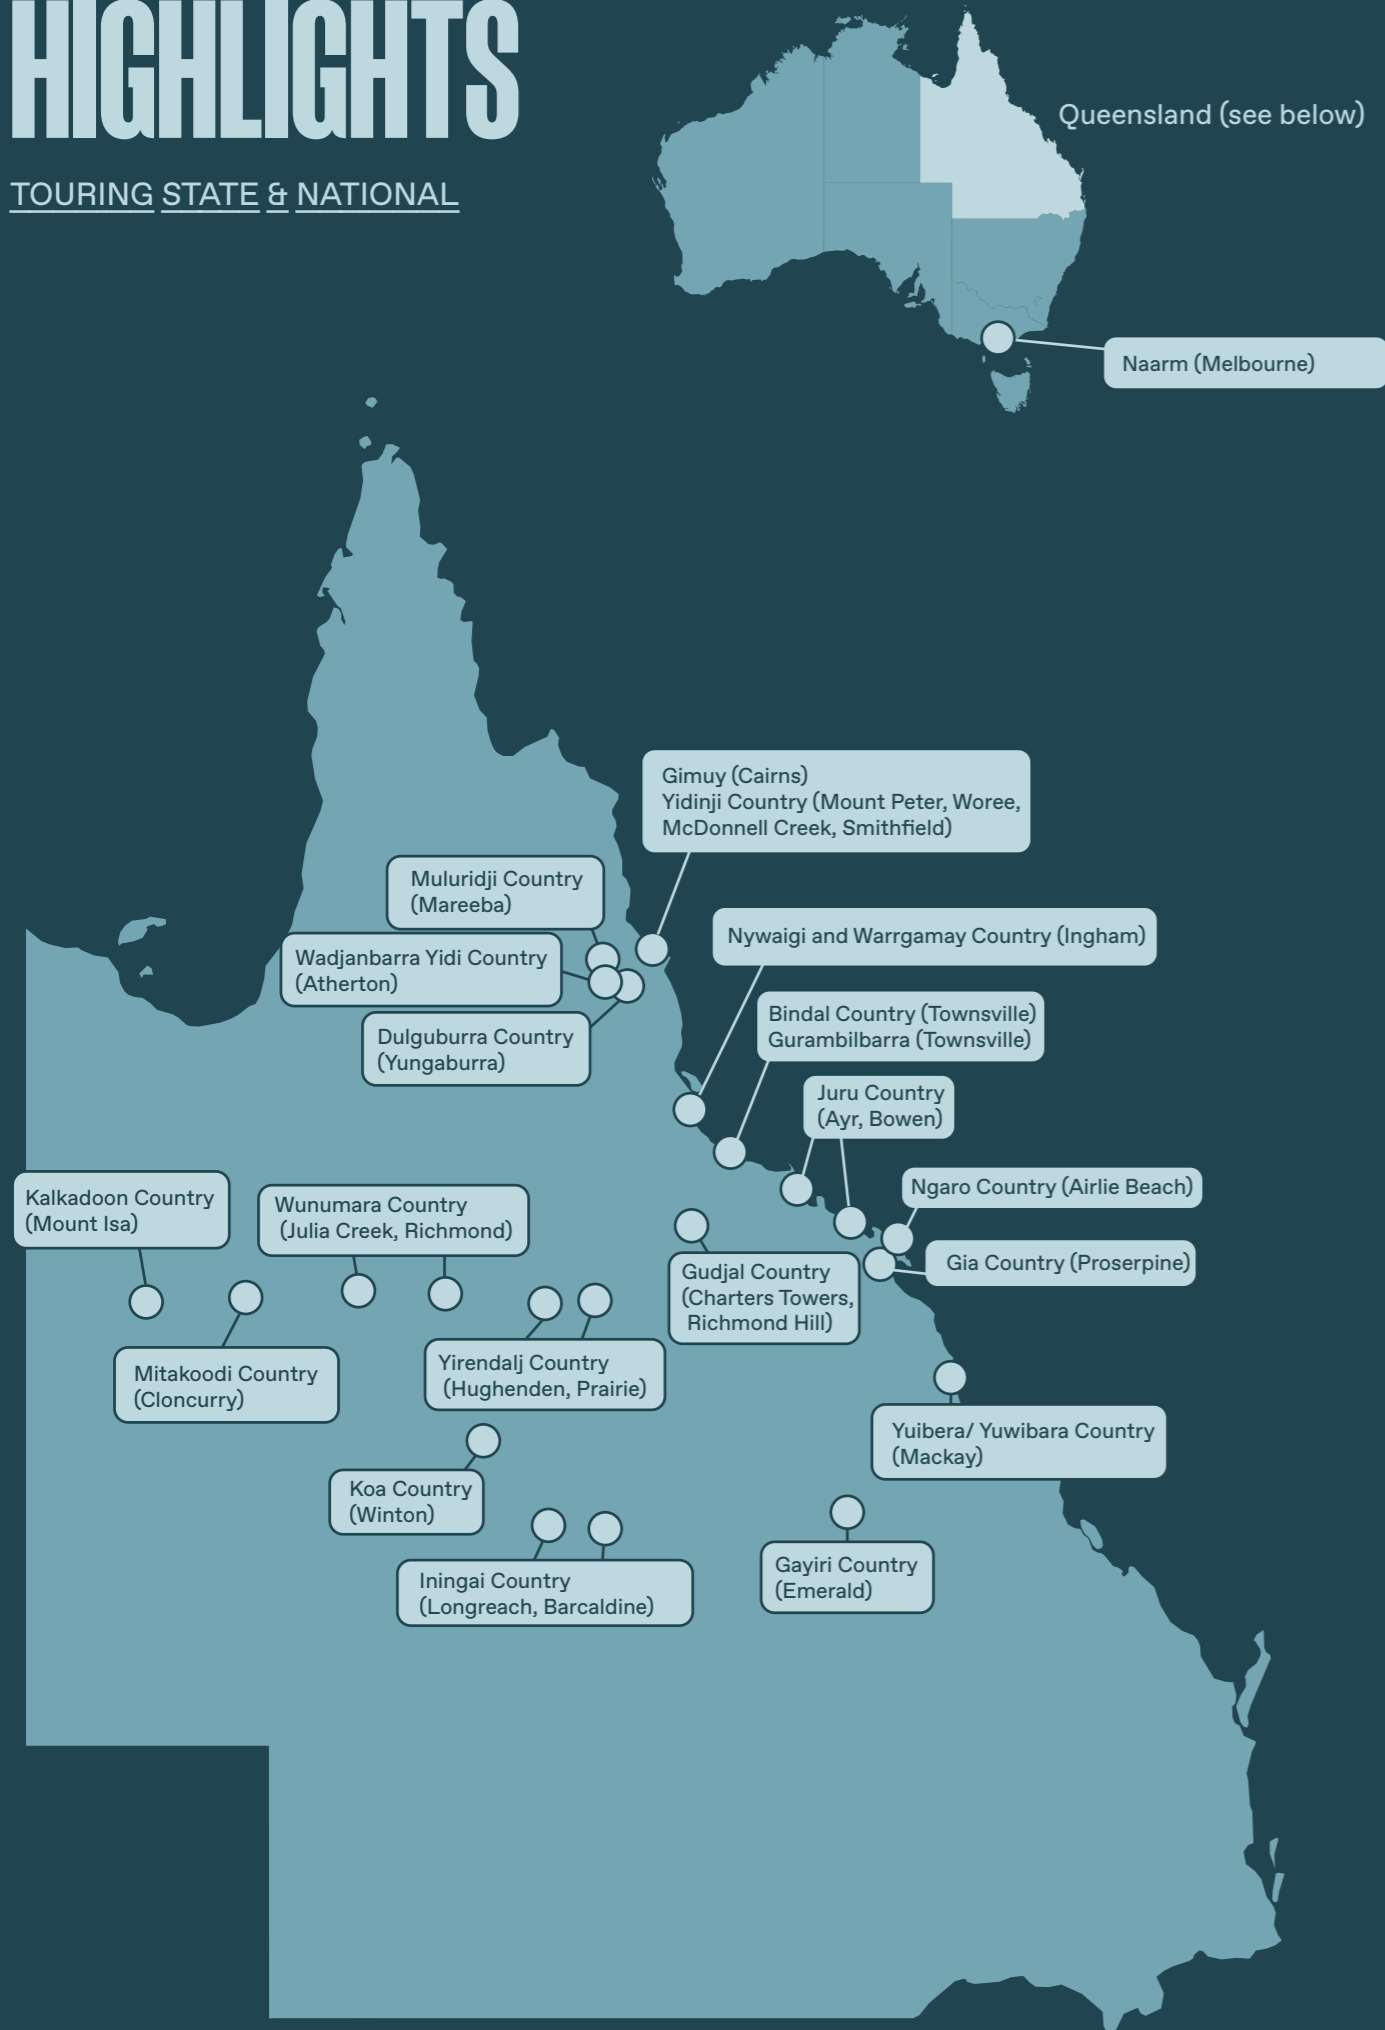 HIGHLIGHTS
TOURING STATE & NATIONAL
Queensland (see below)
Naarm (Melbourne)
Gimuy (Cairns)
Yidinji Country (Mount Peter, Woree,
McDonnell Creek, Smithfield)
Muluridji Country
(Mareeba)
Nywaigi and Warrgamay Country (Ingham)
Wadjanbarra Yidi Country
(Atherton)
Bindal Country (Townsville)
Gurambilbarra (Townsville)
Dulguburra Country
(Yungaburra)
Juru Country
(Ayr, Bowen)
Ngaro Country (Airlie Beach)
Kalkadoon Country
(Mount Isa)
Wunumara Country
(Julia Creek, Richmond)
Gia Country (Proserpine)
Gudjal Country
(Charters Towers,
Richmond Hill)
Mitakoodi Country
(Cloncurry)
Yirendalj Country
(Hughenden, Prairie)
Yuibera/ Yuwibara Country
(Mackay)
Koa Country
(Winton)
Iningai Country
(Longreach, Barcaldine)
Gayiri Country
(Emerald)